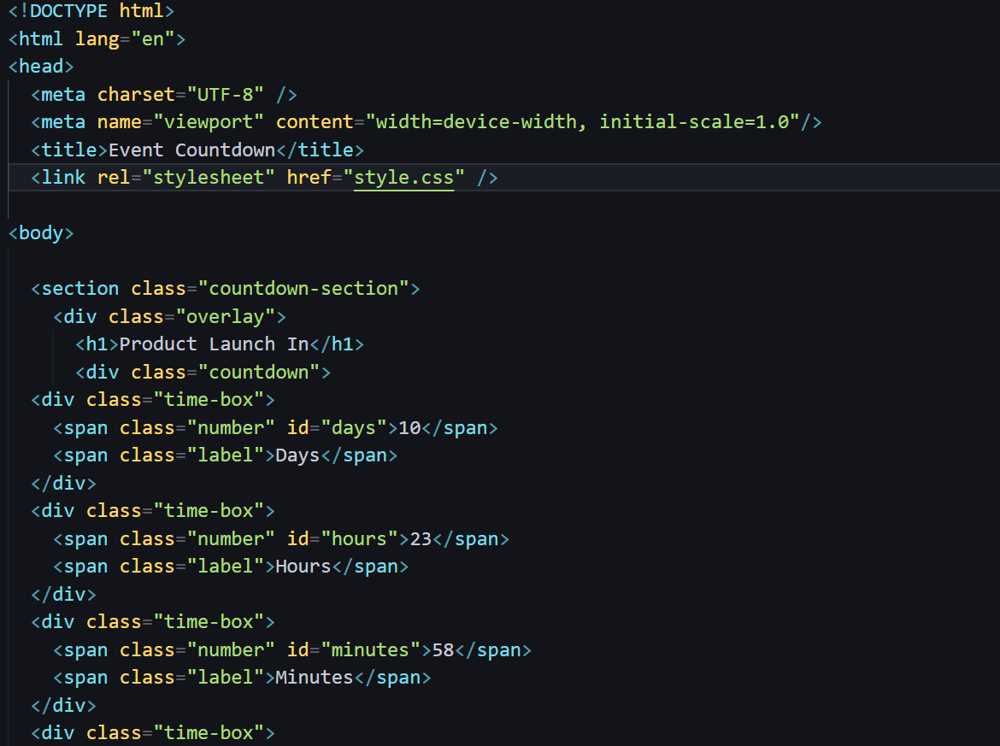 <!DOCTYPE html>
<html lang="en">
<head>
  <meta charset="UTF-8" />
  <meta name="viewport" content="width=device-width, initial-scale=1.0"/>
  <title>Event Countdown</title>
  <link rel="stylesheet" href="style.css" />

<body>

  <section class="countdown-section">
    <div class="overlay">
      <h1>Product Launch In</h1>
      <div class="countdown">
  <div class="time-box">
    <span class="number" id="days">10</span>
    <span class="label">Days</span>
  </div>
  <div class="time-box">
    <span class="number" id="hours">23</span>
    <span class="label">Hours</span>
  </div>
  <div class="time-box">
    <span class="number" id="minutes">58</span>
    <span class="label">Minutes</span>
  </div>
  <div class="time-box">